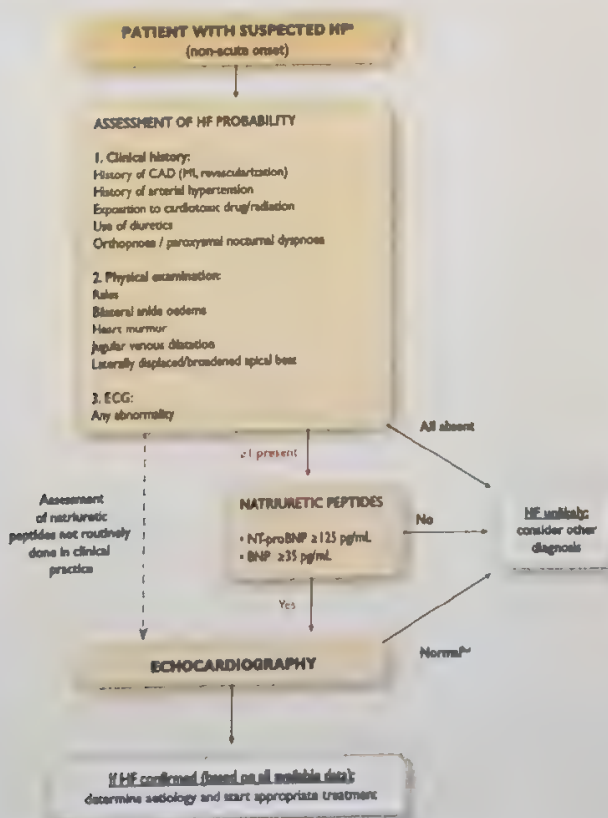 PATIENT WITH SUSPECTED HFᵃ
(non-acute onset)
ASSESSMENT OF HF PROBABILITY
1. Clinical history:
History of CAD (MI, revascularization)
History of arterial hypertension
Exposition to cardiotoxic drug/radiation
Use of diuretics
Orthopnoea / paroxysmal nocturnal dyspnoea
2. Physical examination:
Rales
Bilateral ankle oedema
Heart murmur
Jugular venous dilatation
Laterally displaced/broadened apical beat
3. ECG:
Any abnormality
All absent
≥1 present
Assessment
of natriuretic
peptides not routinely
done in clinical
practice
NATRIURETIC PEPTIDES
• NT-proBNP ≥125 pg/mL
• BNP ≥35 pg/mL
No
HF unlikely:
consider other
diagnosis
Yes
Normal
ECHOCARDIOGRAPHY
If HF confirmed (based on all available data):
determine aetiology and start appropriate treatment